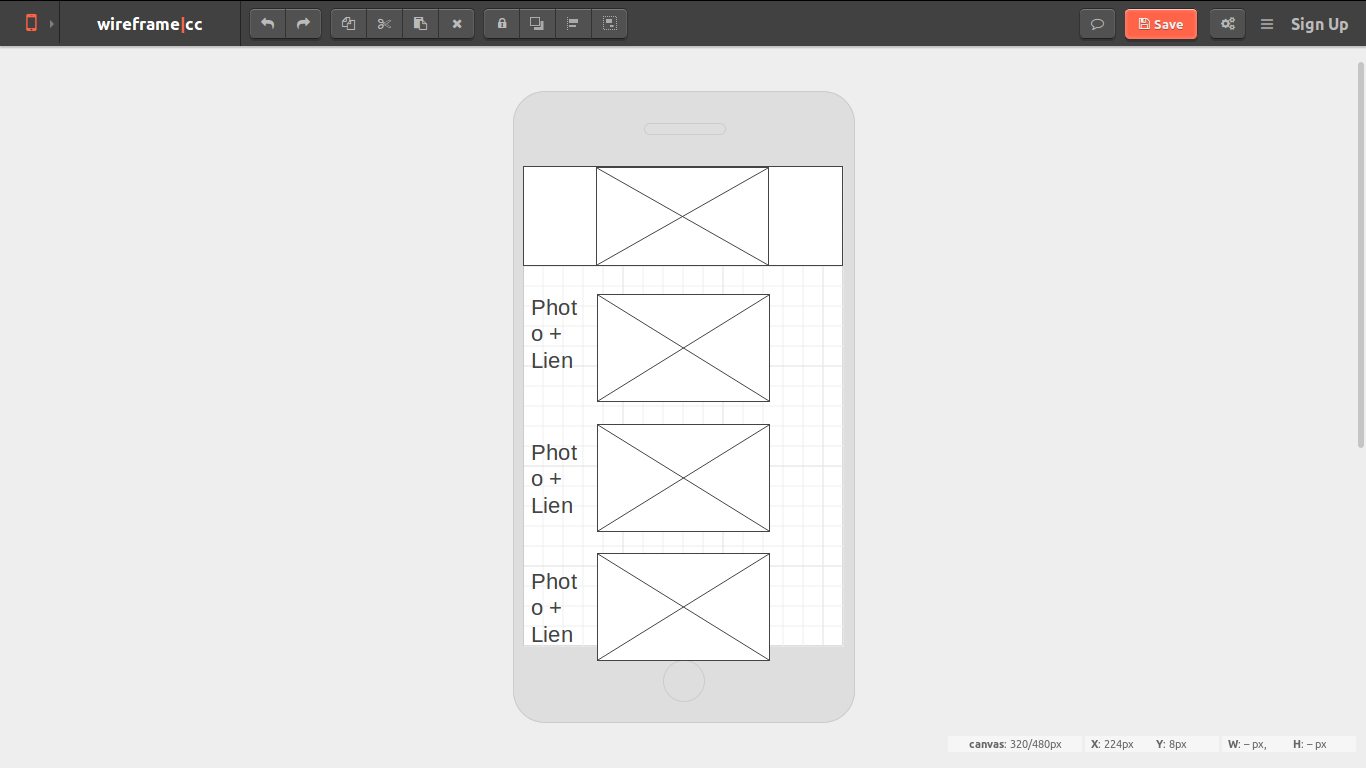 wireframe|cc
Save
Sign Up
Phot
o +
Lien
Phot
o +
Lien
Phot
o +
Lien
canvas: 320/480px X: 224px Y: 8px W: – px, H: – px